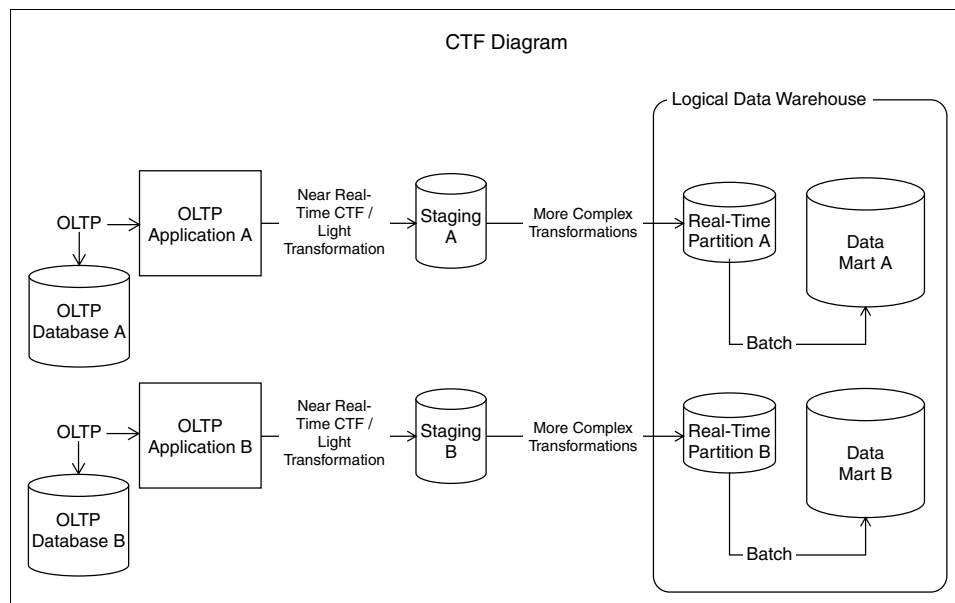 CTF Diagram
Logical Data Warehouse
OLTP
OLTP
Application A
Near Real-
Time CTF /
Light
Transformation
Staging
A
More Complex
Transformations
Real-Time
Partition A
Data
Mart A
OLTP
Database A
Batch
OLTP
OLTP
Application B
Near Real-
Time CTF /
Light
Transformation
Staging
B
More Complex
Transformations
Real-Time
Partition B
Data
Mart B
OLTP
Database B
Batch